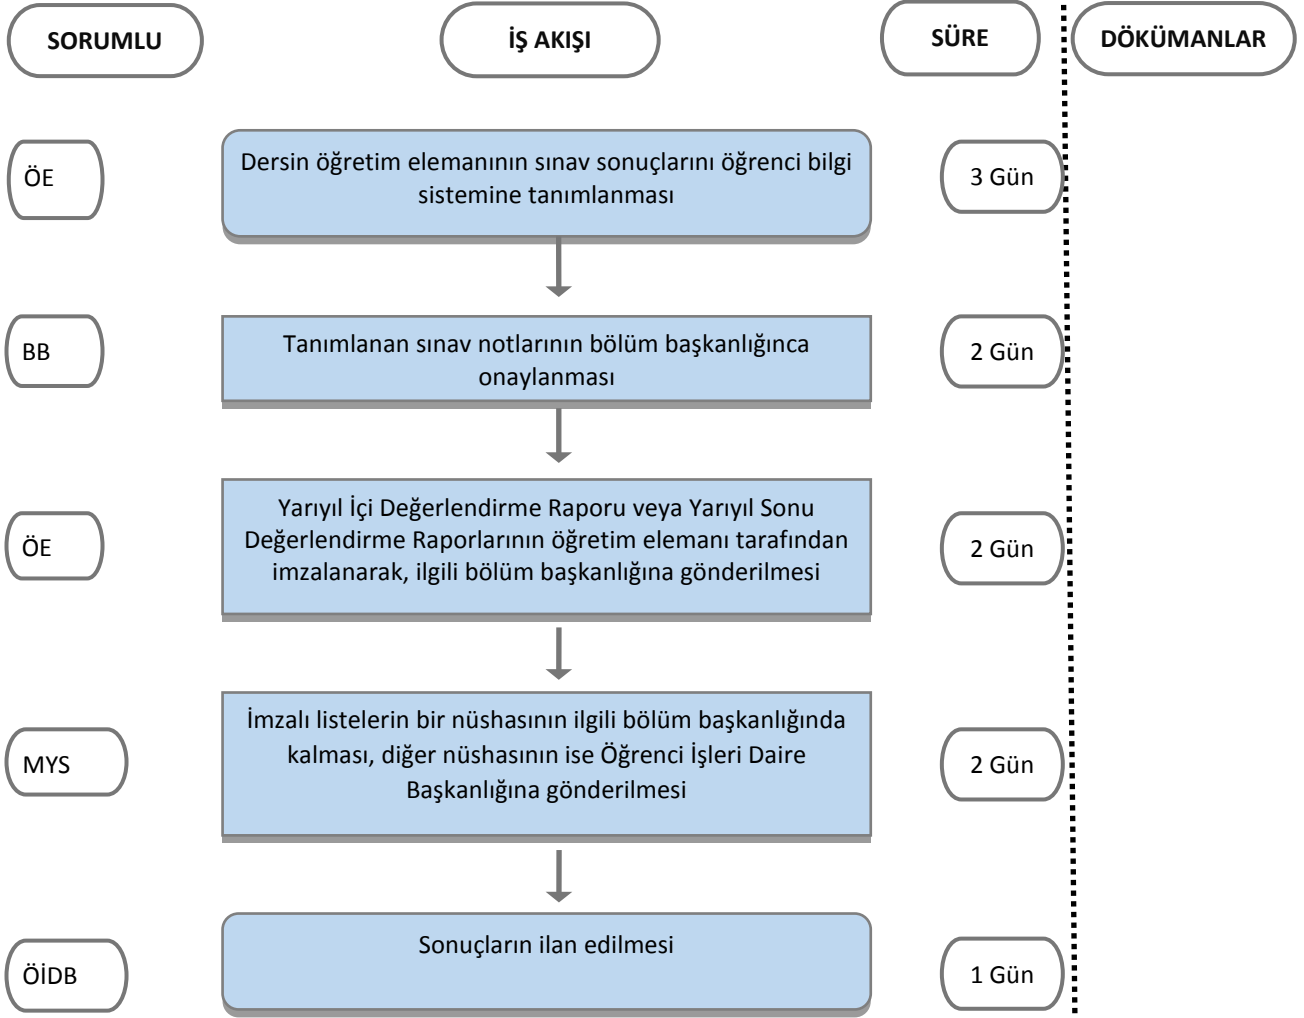 SORUMLU
İŞ AKIŞI
SÜRE
DÖKÜMANLAR
ÖE
Dersin öğretim elemanının sınav sonuçlarını öğrenci bilgi
sistemine tanımlanması
3 Gün
BB
Tanımlanan sınav notlarının bölüm başkanlığınca
onaylanması
2 Gün
ÖE
Yarıyıl İçi Değerlendirme Raporu veya Yarıyıl Sonu
Değerlendirme Raporlarının öğretim elemanı tarafından
imzalanarak, ilgili bölüm başkanlığına gönderilmesi
2 Gün
MYS
İmzalı listelerin bir nüshasının ilgili bölüm başkanlığında
kalması, diğer nüshasının ise Öğrenci İşleri Daire
Başkanlığına gönderilmesi
2 Gün
ÖİDB
Sonuçların ilan edilmesi
1 Gün